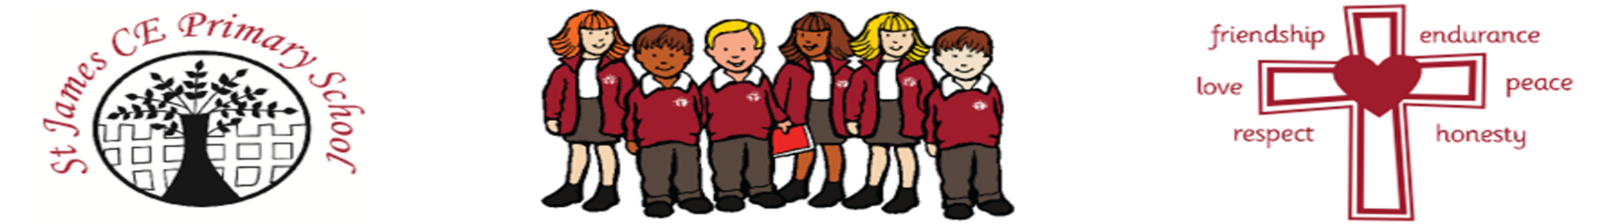 St James CE Primary School
friendship
endurance
love
peace
respect
honesty